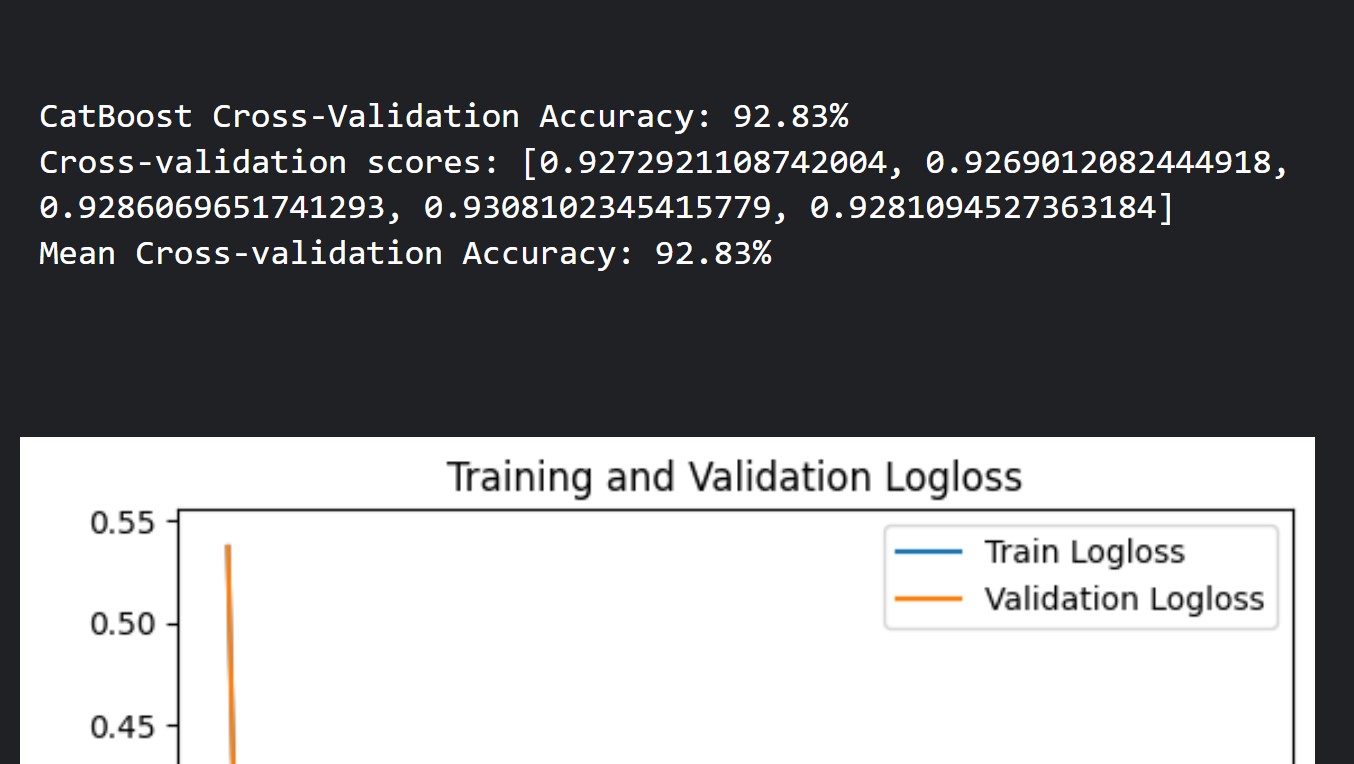 CatBoost Cross-Validation Accuracy: 92.83%
Cross-validation scores: [0.9272921108742004, 0.9269012082444918,
0.9286069651741293, 0.9308102345415779, 0.9281094527363184]
Mean Cross-validation Accuracy: 92.83%
Training and Validation Logloss
0.55
Train Logloss
Validation Logloss
0.50
0.45